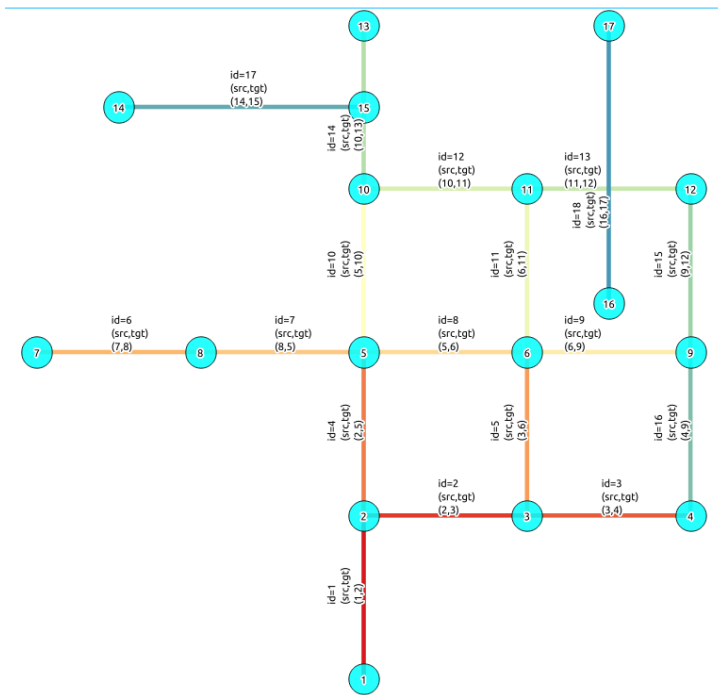 13
17
id=17
(src,tgt)
(14,15)
14
15
id=14
(src,tgt)
(10,13)
id=12
(src,tgt)
(10,11)
id=13
(src,tgt)
(11,12)
10
11
12
id=18
(src,tgt)
(16,17)
id=10
(src,tgt)
(5,10)
id=11
(src,tgt)
(6,11)
id=15
(src,tgt)
(9,12)
16
id=6
(src,tgt)
(7,8)
id=7
(src,tgt)
(8,5)
id=8
(src,tgt)
(5,6)
id=9
(src,tgt)
(6,9)
7
8
5
6
9
id=4
(src,tgt)
(2,5)
id=5
(src,tgt)
(3,6)
id=16
(src,tgt)
(4,9)
id=2
(src,tgt)
(2,3)
id=3
(src,tgt)
(3,4)
2
3
4
id=1
(src,tgt)
(1,2)
1